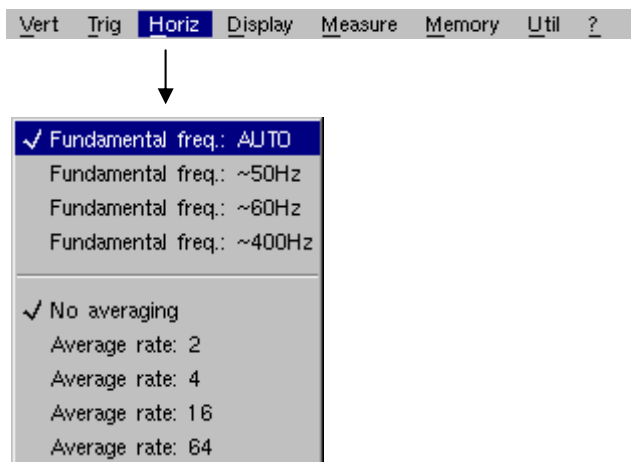 Vert Trig Horiz Display Measure Memory Util ?
✓ Fundamental freq.: AUTO
Fundamental freq.: ~50Hz
Fundamental freq.: ~60Hz
Fundamental freq.: ~400Hz
✓ No averaging
Average rate: 2
Average rate: 4
Average rate: 16
Average rate: 64